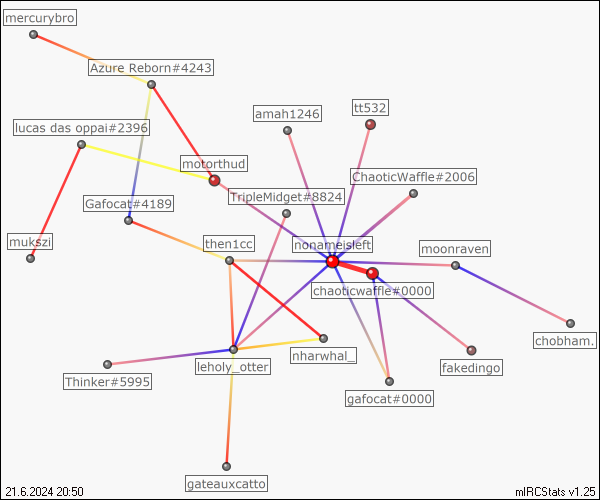 mercurybro
Azure Reborn#4243
amah1246
tt532
lucas das oppai#2396
motorthud
ChaoticWaffle#2006
TripleMidget#8824
Gafocat#4189
mukszi
then1cc
nonameisleft
moonraven
chaoticwaffle#0000
chobham.
nharwhal_
leholy_otter
fakedingo
Thinker#5995
gafocat#0000
gateauxcatto
21.6.2024 20:50
mIRCStats v1.25